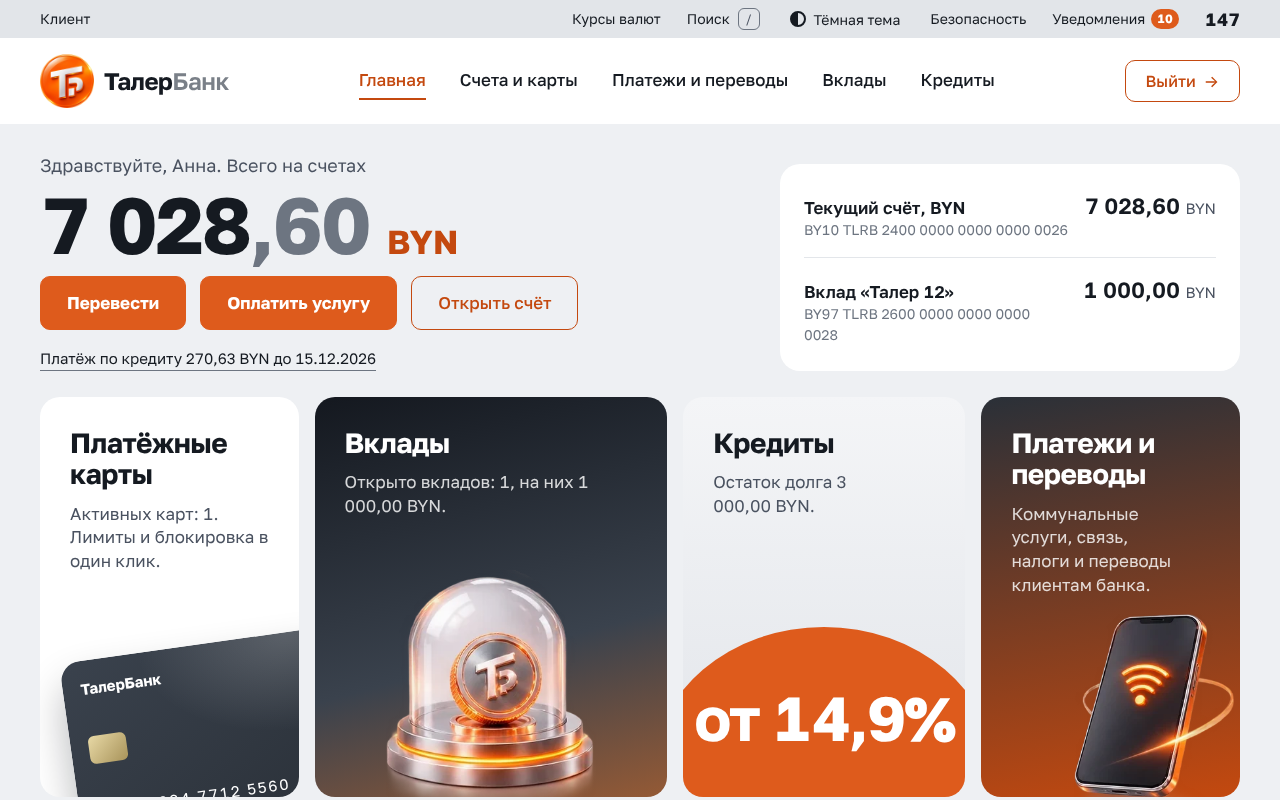 Клиент
Курсы валют
Поиск /
Тёмная тема
Безопасность
Уведомления 10
147
ТалерБанк
Главная
Счета и карты
Платежи и переводы
Вклады
Кредиты
Выйти →
Здравствуйте, Анна. Всего на счетах
7 028,60 BYN
Перевести
Оплатить услугу
Открыть счёт
Платёж по кредиту 270,63 BYN до 15.12.2026
Текущий счёт, BYN
7 028,60 BYN
BY10 TLRB 2400 0000 0000 0000 0026
Вклад «Талер 12»
1 000,00 BYN
BY97 TLRB 2600 0000 0000 0000
0028
Платёжные
карты
Активных карт: 1.
Лимиты и блокировка в
один клик.
ТалерБанк
7712 5560
Вклады
Открыто вкладов: 1, на них 1
000,00 BYN.
Кредиты
Остаток долга 3
000,00 BYN.
от 14,9%
Платежи и
переводы
Коммунальные
услуги, связь,
налоги и переводы
клиентам банка.